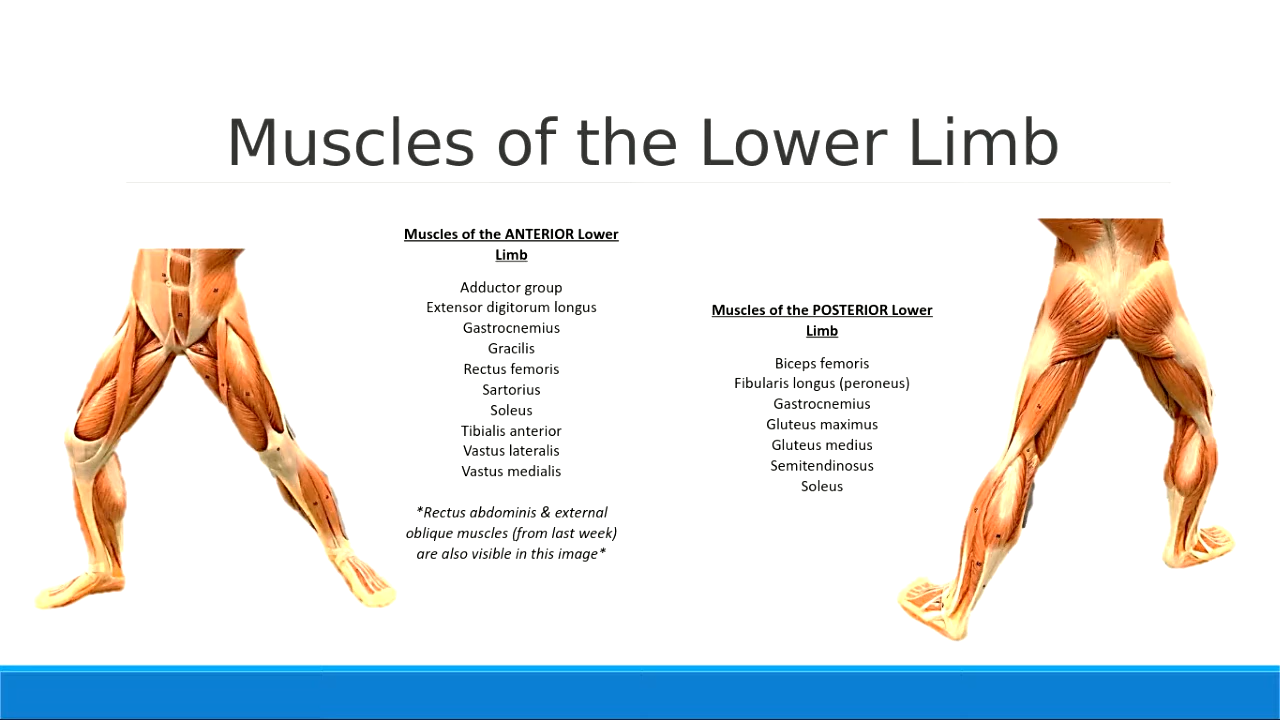 Muscles of the Lower Limb
Muscles of the ANTERIOR Lower
Limb
Adductor group
Extensor digitorum longus
Gastrocnemius
Gracilis
Rectus femoris
Sartorius
Soleus
Tibialis anterior
Vastus lateralis
Vastus medialis
*Rectus abdominis & external
oblique muscles (from last week)
are also visible in this image*
Muscles of the POSTERIOR Lower
Limb
Biceps femoris
Fibularis longus (peroneus)
Gastrocnemius
Gluteus maximus
Gluteus medius
Semitendinosus
Soleus